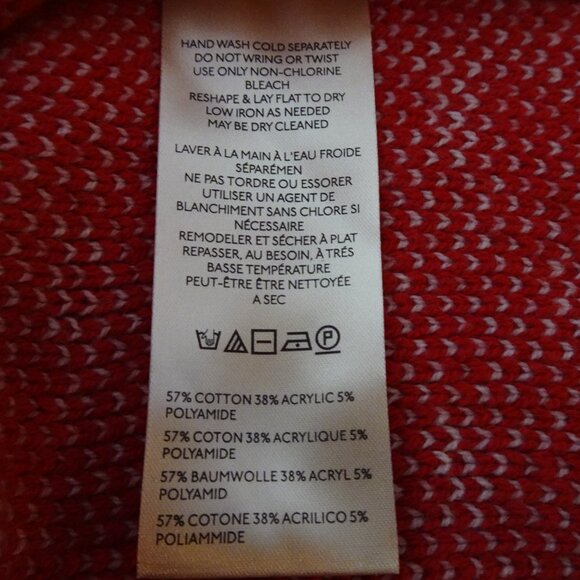 HAND WASH COLD SEPARATELY
DO NOT WRING OR TWIST
USE ONLY NON-CHLORINE
BLEACH
RESHAPE & LAY FLAT TO DRY
LOW IRON AS NEEDED
MAY BE DRY CLEANED
LAVER À LA MAIN À L'EAU FROIDE
SÉPARÉMEN
NE PAS TORDRE OU ESSORER
UTILISER UN AGENT DE
BLANCHIMENT SANS CHLORE SI
NÉCESSAIRE
REMODELER ET SÉCHER À PLAT
REPASSER, AU BESOIN, À TRÉS
BASSE TEMPÉRATURE
PEUT-ÊTRE ÊTRE NETTOYÉE
A SEC
P
57% COTTON 38% ACRYLIC 5%
POLYAMIDE
57% COTON 38% ACRYLIQUE 5%
POLYAMIDE
57% BAUMWOLLE 38% ACRYL 5%
POLYAMID
57% COTONE 38% ACRILICO 5%
POLIAMMIDE